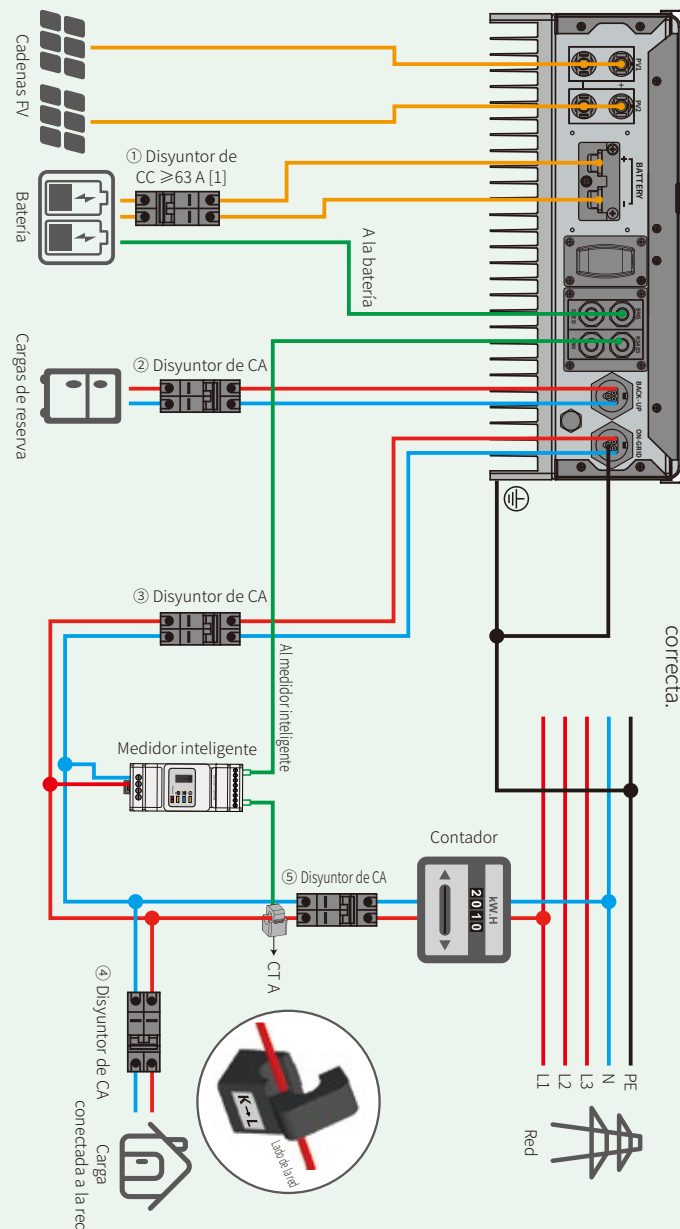 correcta.
PV1
PV2
+
-
BATTERY
+
-
BMS
RS485
BACK-UP
ON-GRID
Cadenas FV
① Disyuntor de
CC ≥63 A [1]
Batería
A la batería
② Disyuntor de CA
Cargas de reserva
③ Disyuntor de CA
Al medidor inteligente
Medidor inteligente
Contador
kW.H
2010
⑤ Disyuntor de CA
CT A
④ Disyuntor de CA
K→L
Lado de la red
Carga
conectada a la rec
L1
L2
L3
N
PE
Red